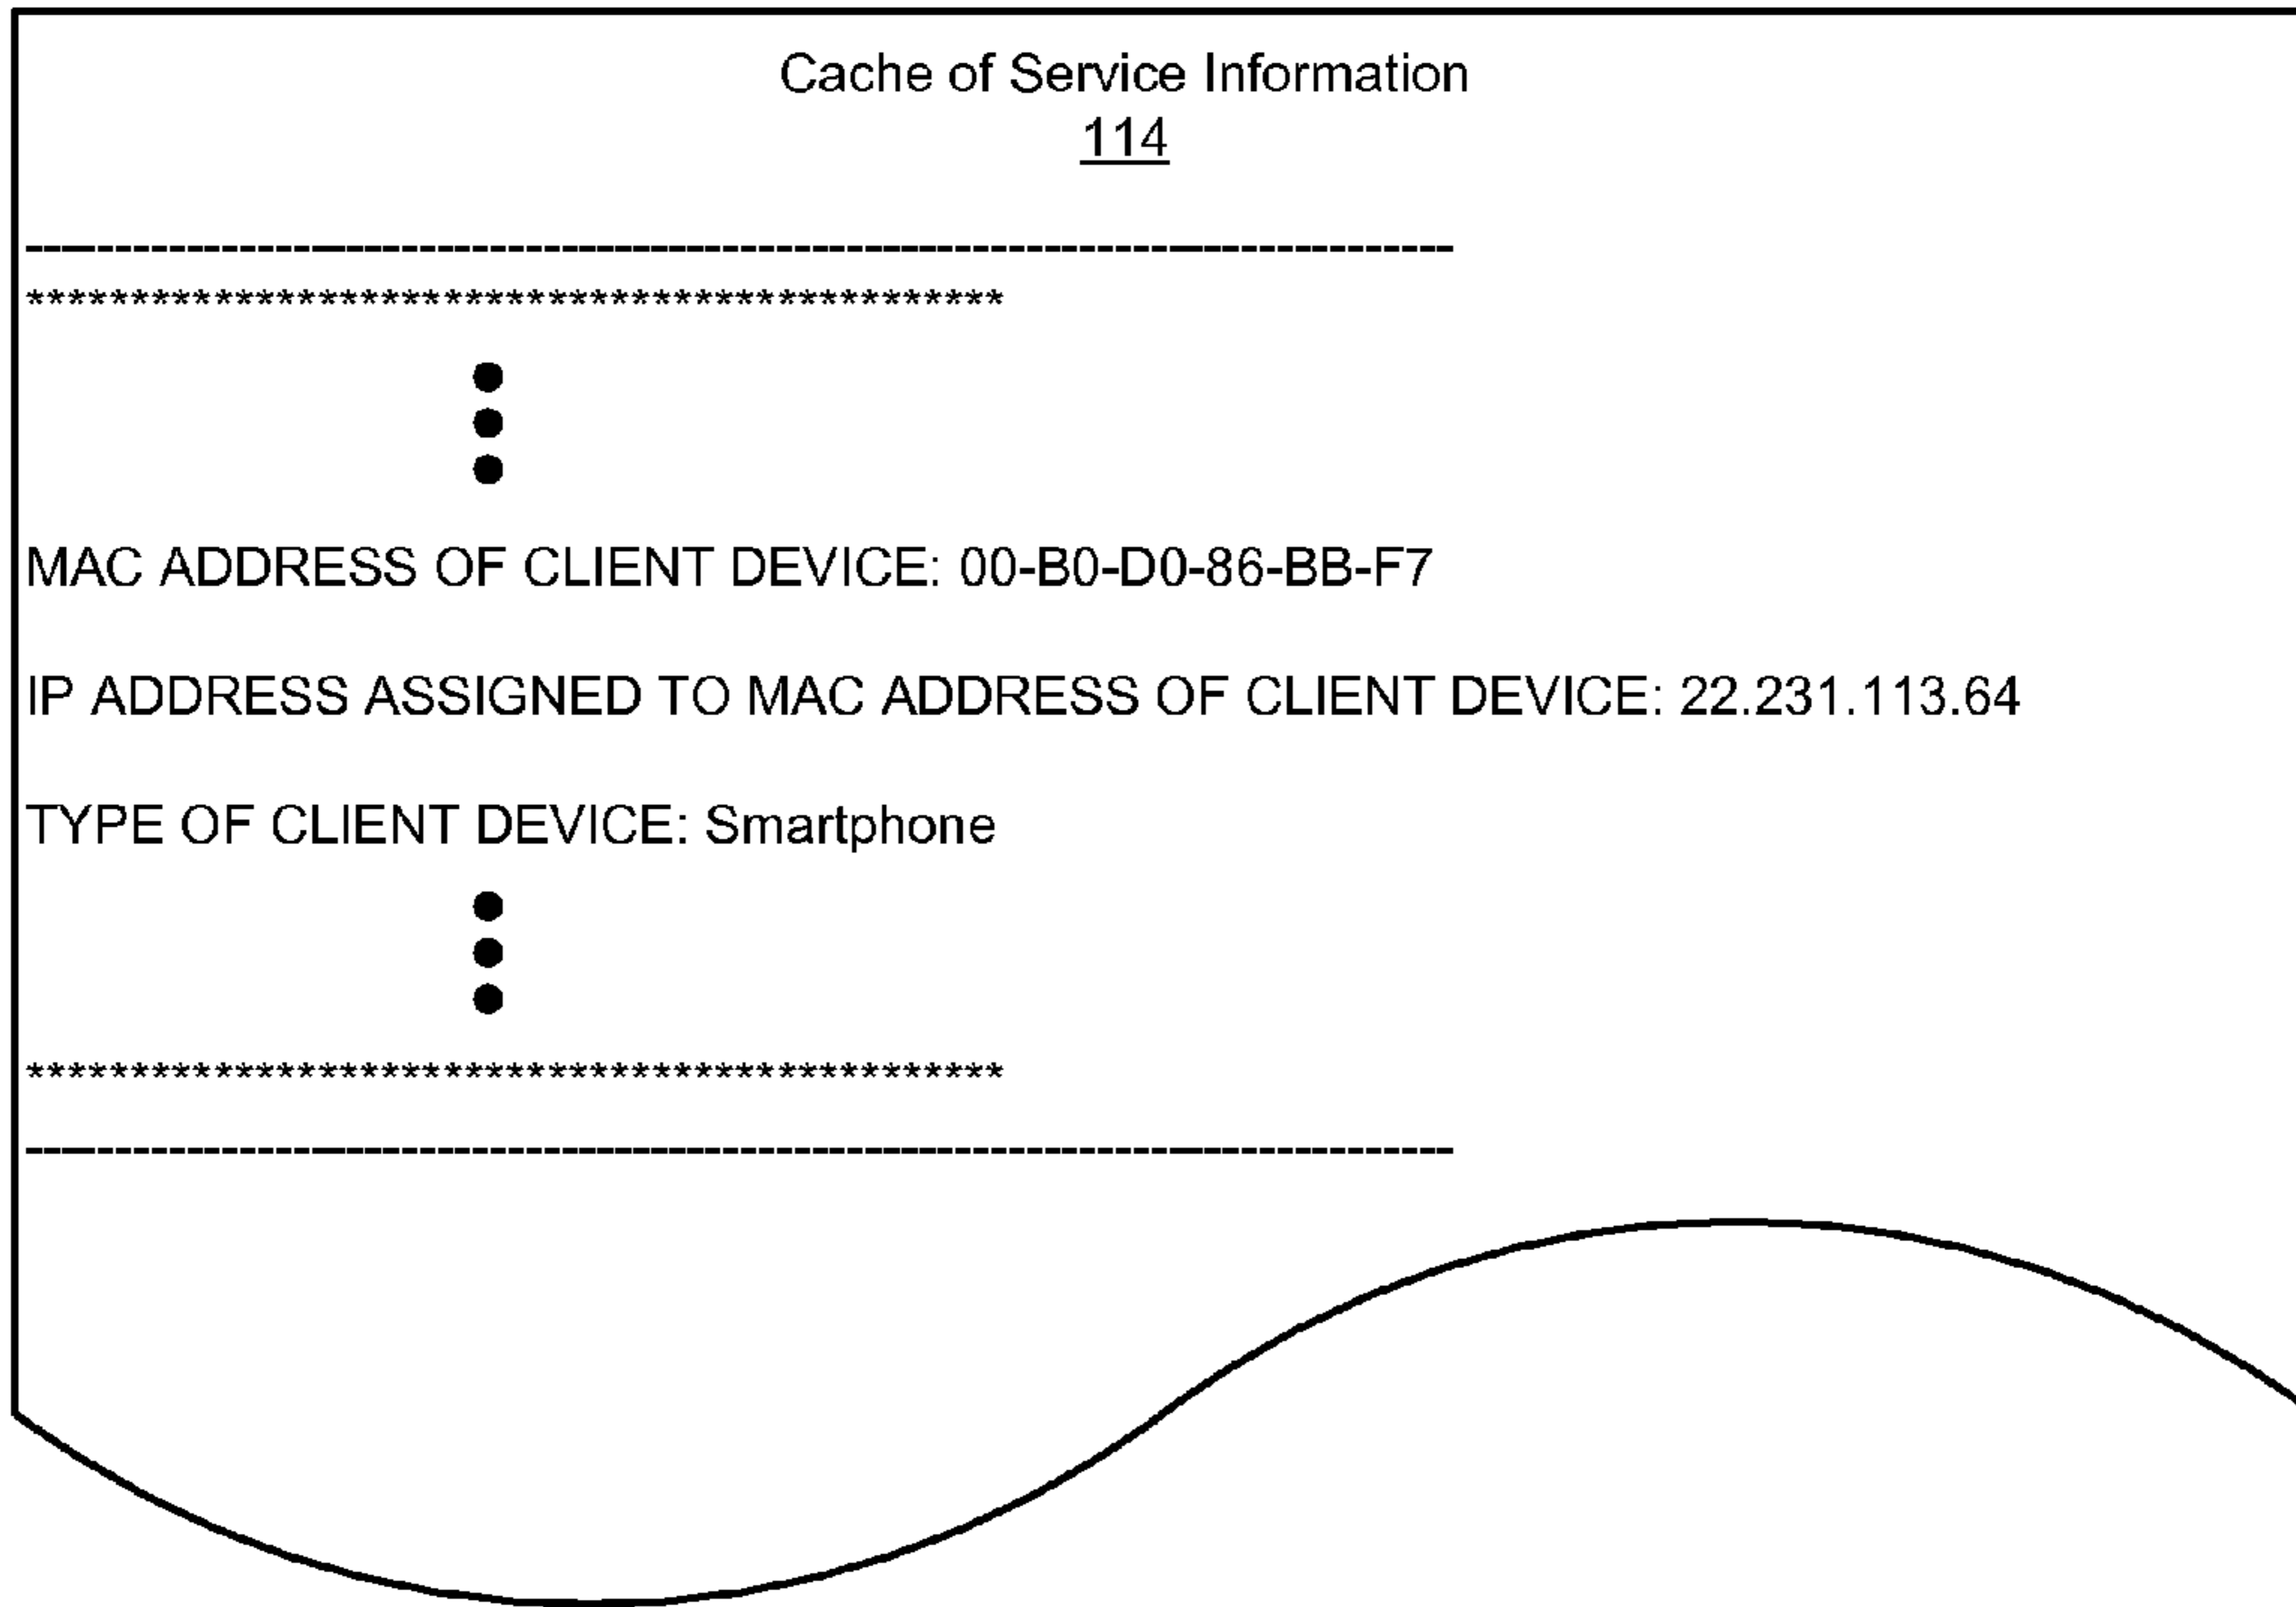 Cache of Service Information
114
--------------------------------------------------------------------------------
***********************************************
MAC ADDRESS OF CLIENT DEVICE: 00-B0-D0-86-BB-F7
IP ADDRESS ASSIGNED TO MAC ADDRESS OF CLIENT DEVICE: 22.231.113.64
TYPE OF CLIENT DEVICE: Smartphone
***********************************************
--------------------------------------------------------------------------------